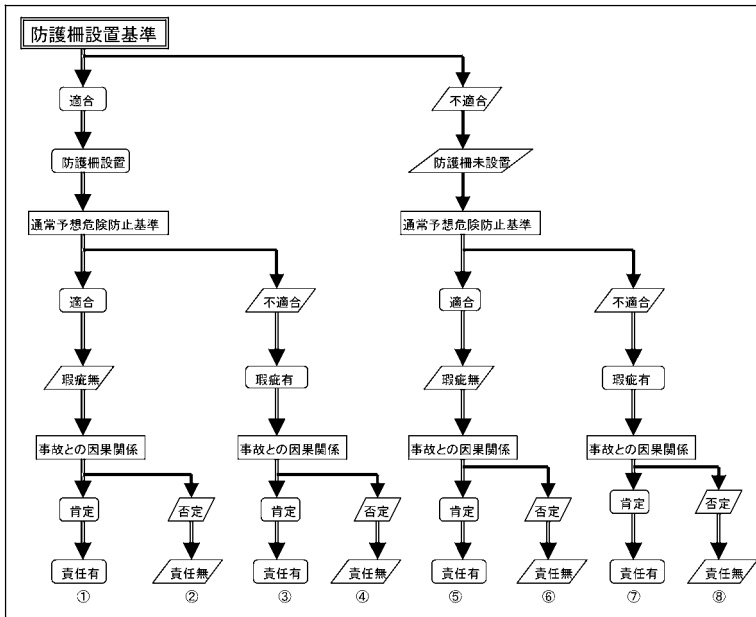 防護柵設置基準
適合
不適合
防護柵設置
防護柵未設置
通常予想危険防止基準
通常予想危険防止基準
適合
不適合
適合
不適合
瑕疵無
瑕疵有
瑕疵無
瑕疵有
事故との因果関係
事故との因果関係
事故との因果関係
事故との因果関係
肯定
否定
肯定
否定
肯定
否定
肯定
否定
責任有
責任無
責任有
責任無
責任有
責任無
責任有
責任無
①
②
③
④
⑤
⑥
⑦
⑧